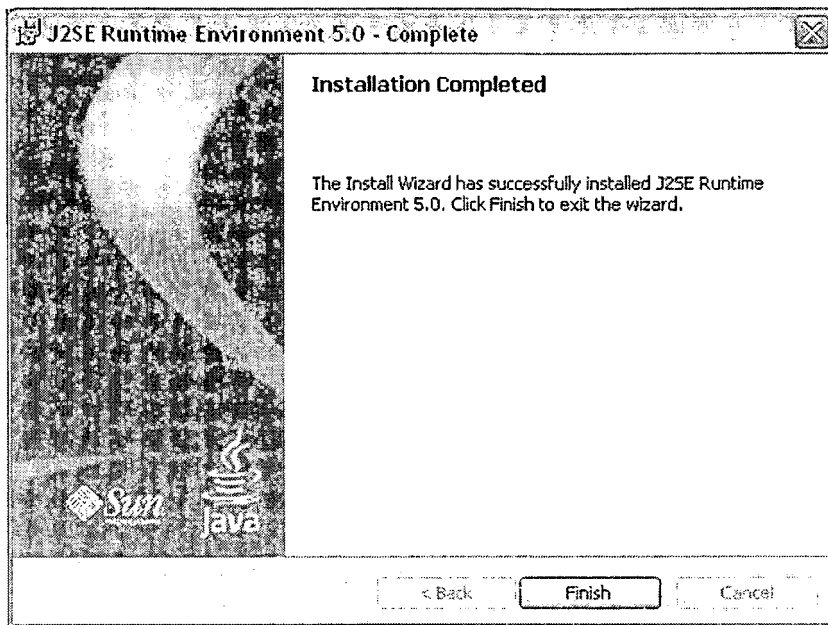 J2SE Runtime Environment 5.0 - Complete
Installation Completed
The Install Wizard has successfully installed J2SE Runtime
Environment 5.0. Click Finish to exit the wizard.
Sun
Java
< Back
Finish
Cancel